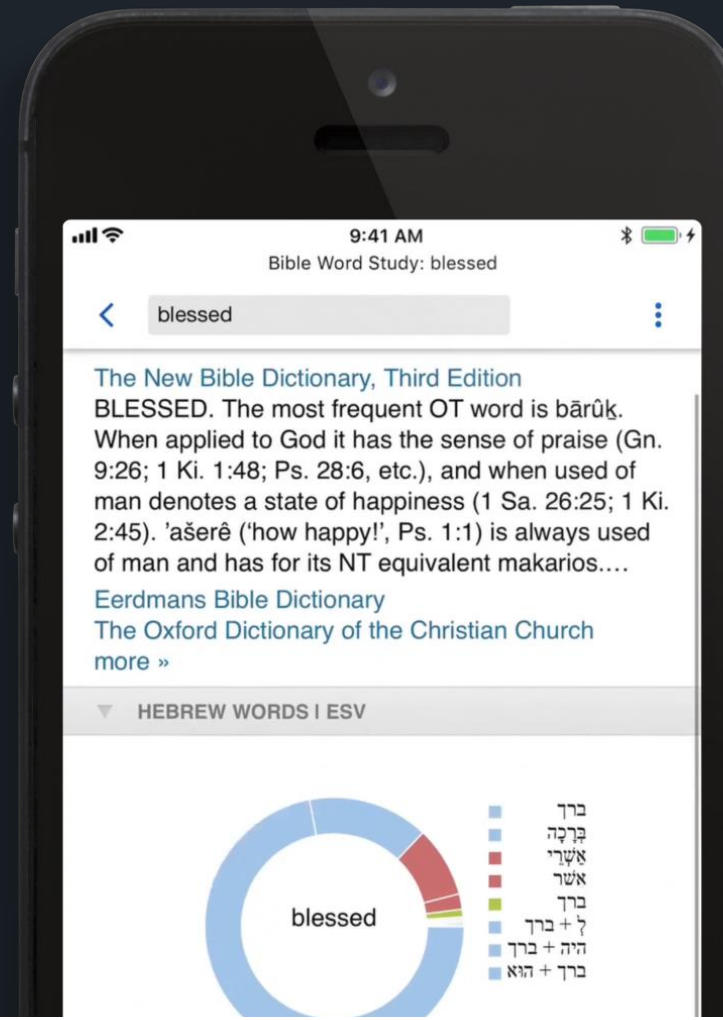 9:41 AM
Bible Word Study: blessed
blessed
The New Bible Dictionary, Third Edition
BLESSED. The most frequent OT word is bārûḵ.
When applied to God it has the sense of praise (Gn.
9:26; 1 Ki. 1:48; Ps. 28:6, etc.), and when used of
man denotes a state of happiness (1 Sa. 26:25; 1 Ki.
2:45). ’ašerê (‘how happy!’, Ps. 1:1) is always used
of man and has for its NT equivalent makarios....
Eerdmans Bible Dictionary
The Oxford Dictionary of the Christian Church
more »
HEBREW WORDS | ESV
blessed
ברך
בְּרָכָה
אַשְׁרֵי
אשׁר
ברך
לְ + ברך
היה + ברך
ברך + הוּא